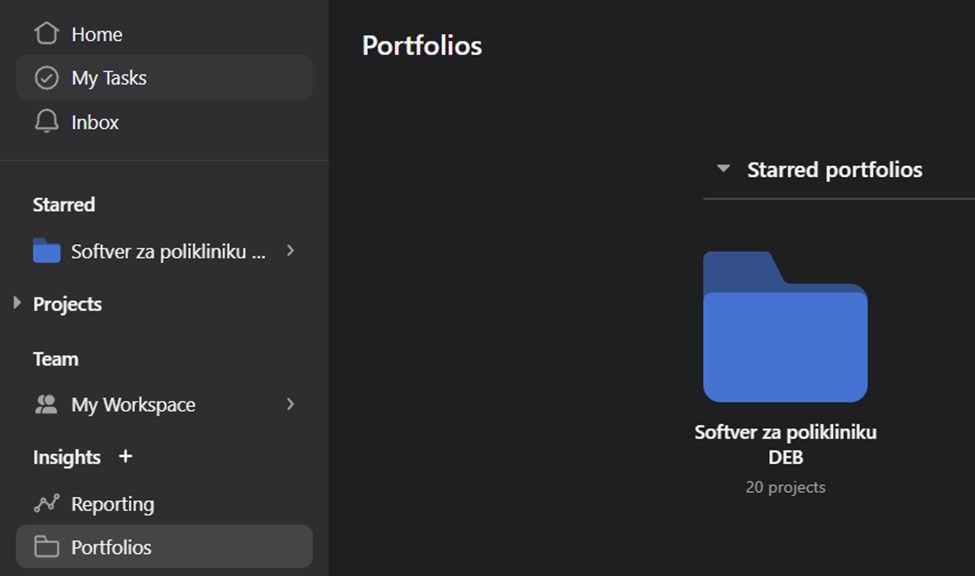 Home
My Tasks
Inbox
Starred
Softver za polikliniku ...
Projects
Team
My Workspace
Insights +
Reporting
Portfolios
Portfolios
Starred portfolios
Softver za polikliniku
DEB
20 projects